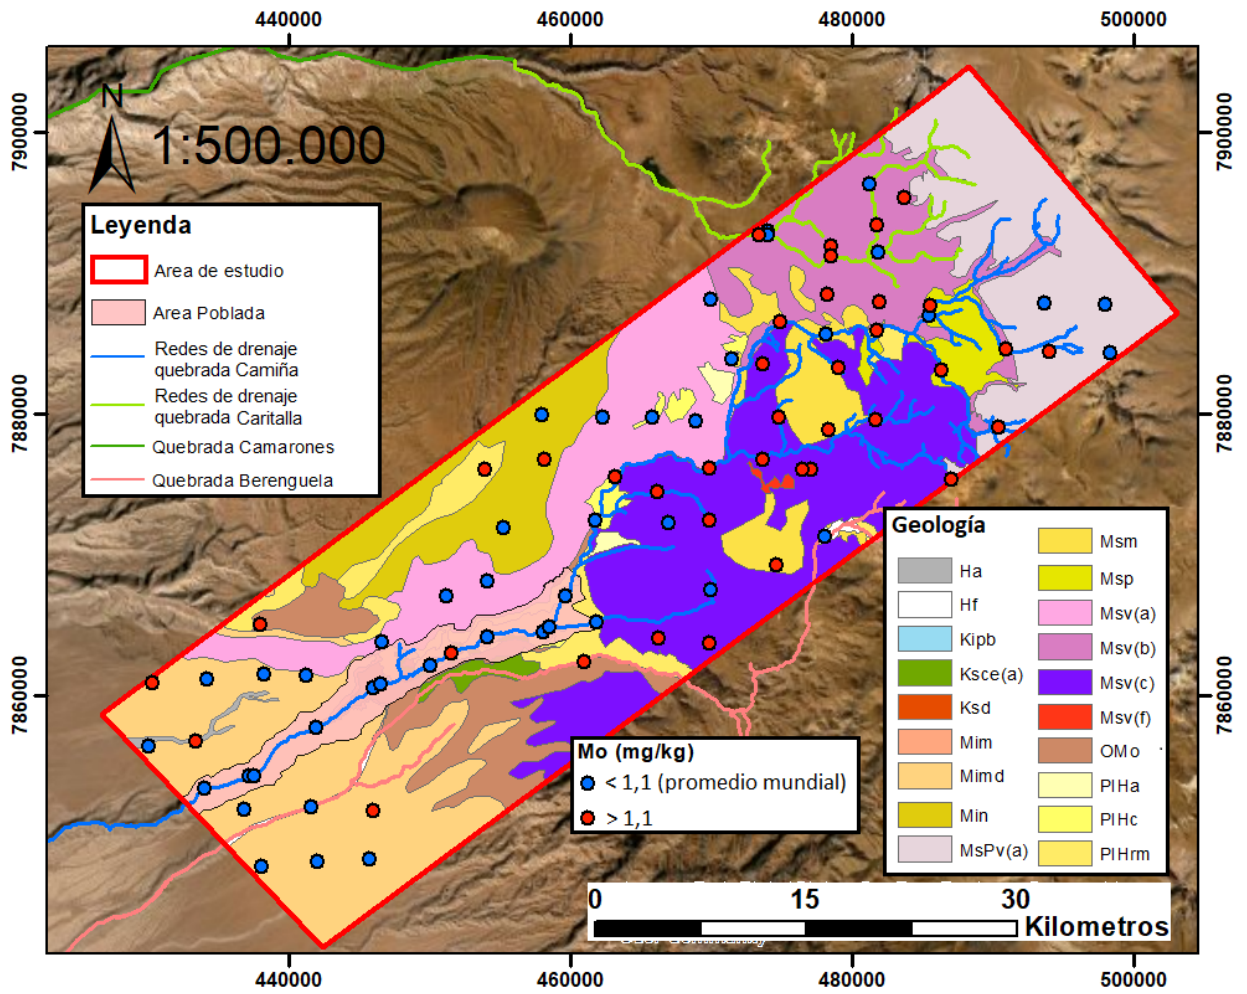 440000
460000
480000
500000
7900000
7880000
7860000
7900000
7880000
7860000
N
1:500.000
Leyenda
Area de estudio
Area Poblada
Redes de drenaje
quebrada Camiña
Redes de drenaje
quebrada Caritalla
Quebrada Camarones
Quebrada Berenguela
Geología
Ha
Hf
Kipb
Ksce(a)
Ksd
Mim
Mimd
Min
MsPv(a)
Msm
Msp
Msv(a)
Msv(b)
Msv(c)
Msv(f)
OMo
PlHa
PlHc
PlHrm
Mo (mg/kg)
< 1,1 (promedio mundial)
> 1,1
0
15
30
Kilometros
440000
460000
480000
500000